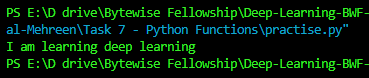 PS E:\D drive\Bytewise Fellowship\Deep-Learning-BWF-
al-Mehreen\Task 7 - Python Functions\practise.py"
I am learning deep learning
PS E:\D drive\Bytewise Fellowship\Deep-Learning-BWF-